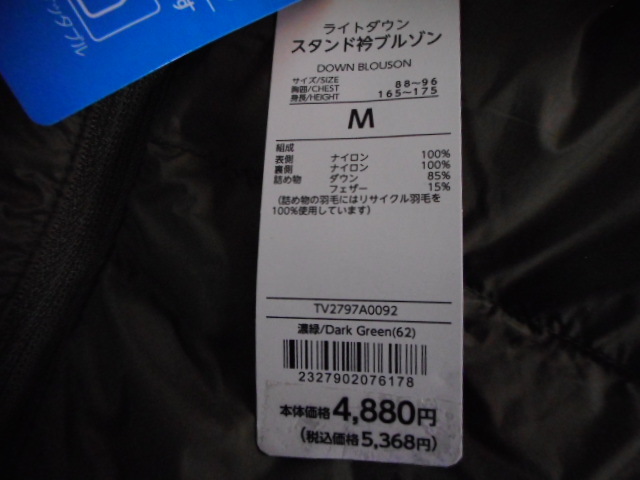 ッタブル
す
ライトダウン
スタンド衿ブルゾン
DOWN BLOUSON
サイズ/SIZE
胸囲/CHEST 88~96
身長/HEIGHT 165~175
M
組成
表側 ナイロン 100%
裏側 ナイロン 100%
詰め物 ダウン 85%
フェザー 15%
(詰め物の羽毛にはリサイクル羽毛を
100%使用しています)
TV2797A0092
濃緑/Dark Green(62)
2327902076178
本体価格4,880円
(税込価格5,368円)